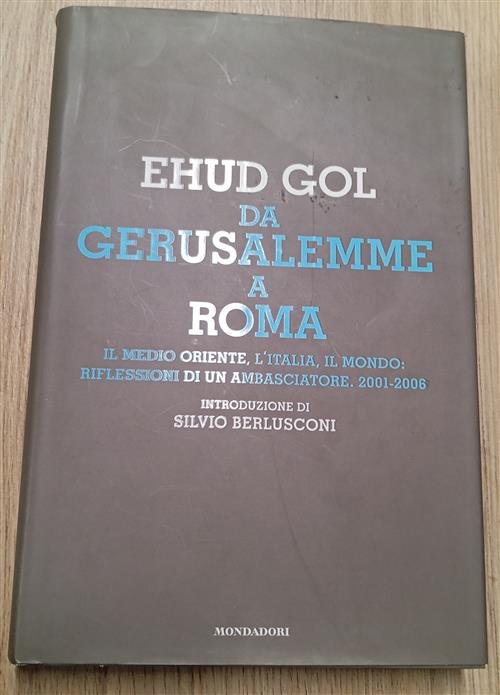 EHUD GOL
DA
GERUSALEMME
A
ROMA
IL MEDIO ORIENTE, L'ITALIA, IL MONDO:
RIFLESSIONI DI UN AMBASCIATORE. 2001-2006
INTRODUZIONE DI
SILVIO BERLUSCONI
MONDADORI